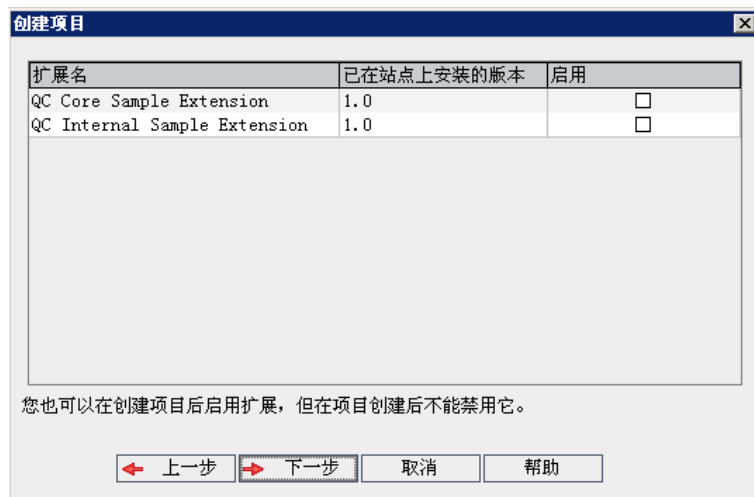 创建项目
扩展名 已在站点上安装的版本 启用
QC Core Sample Extension 1.0
QC Internal Sample Extension 1.0
您也可以在创建项目后启用扩展，但在项目创建后不能禁用它。
上一步 下一步 取消 帮助